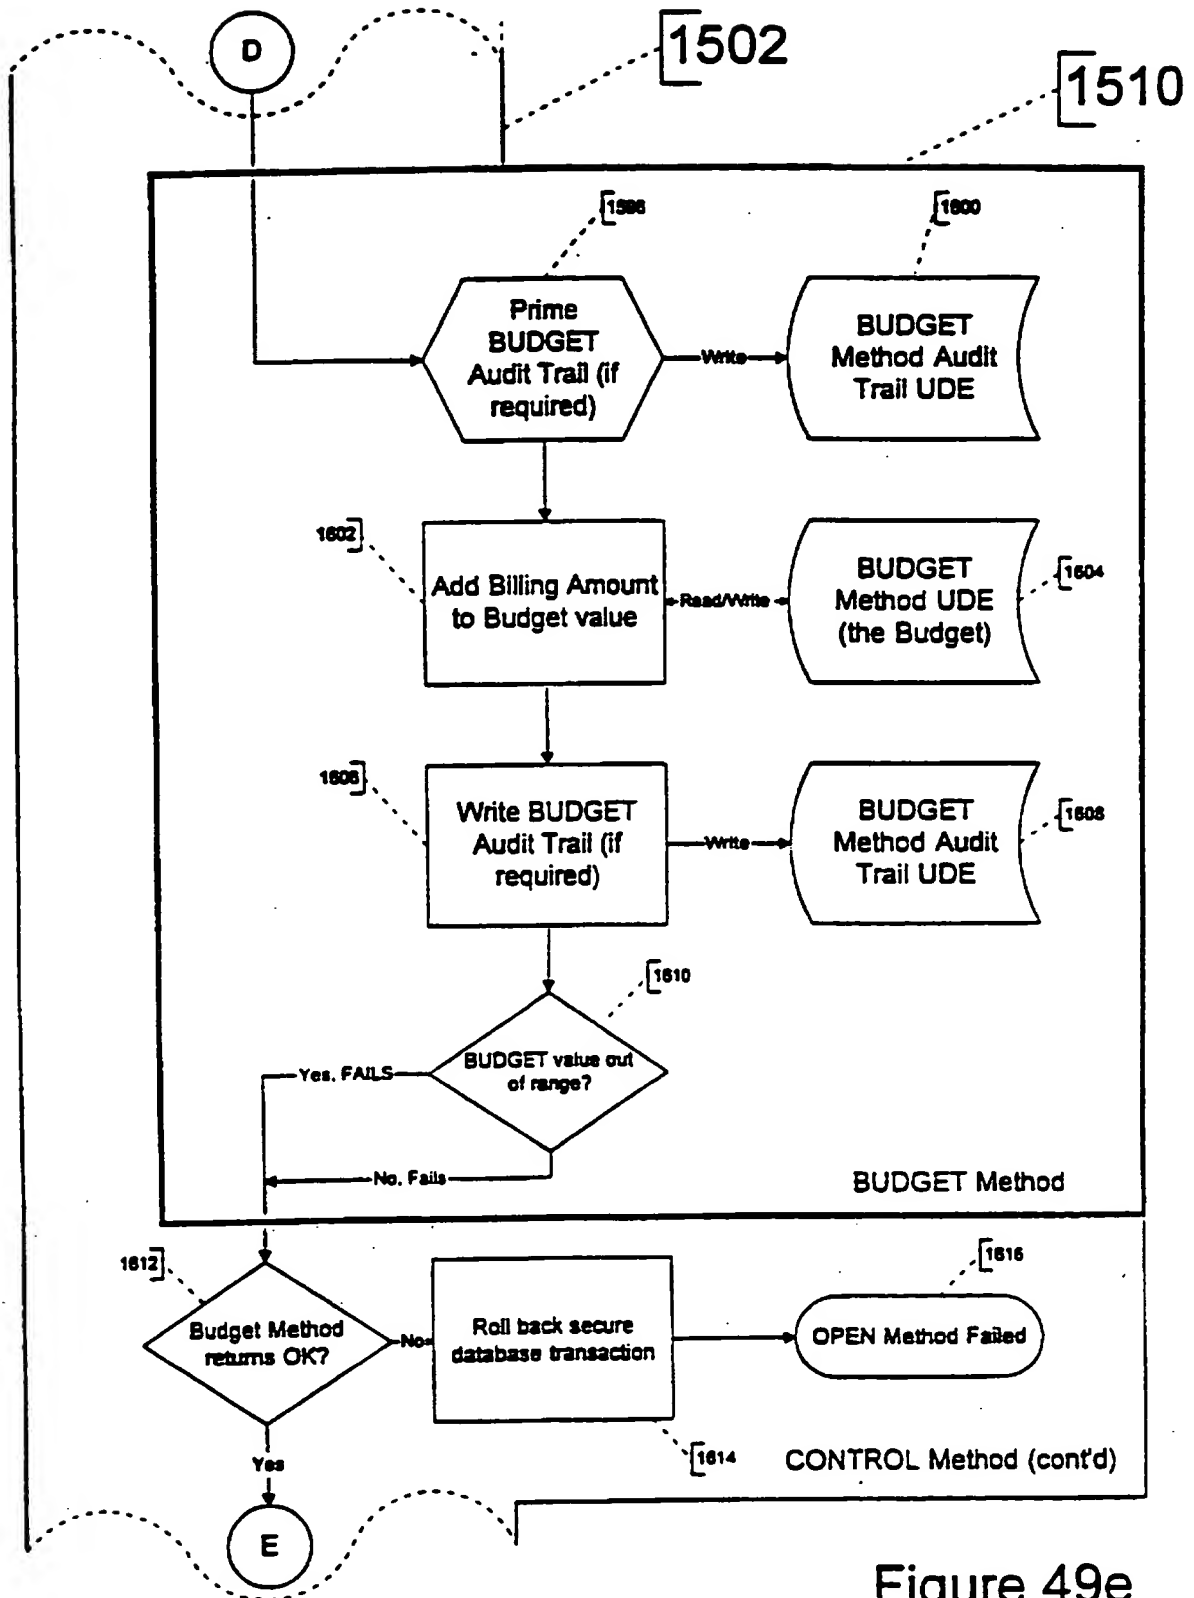 D
1502
1510
1598
1600
Prime
BUDGET
Audit Trail (if
required)
Write
BUDGET
Method Audit
Trail UDE
1602
Add Billing Amount
to Budget value
Read/Write
BUDGET
Method UDE
(the Budget)
1604
1606
Write BUDGET
Audit Trail (if
required)
Write
BUDGET
Method Audit
Trail UDE
1608
1610
BUDGET value out
of range?
Yes, FAILS
No, Fails
BUDGET Method
1612
Budget Method
returns OK?
No
Roll back secure
database transaction
1616
OPEN Method Failed
1614
CONTROL Method (cont'd)
Yes
E
Figure 49e